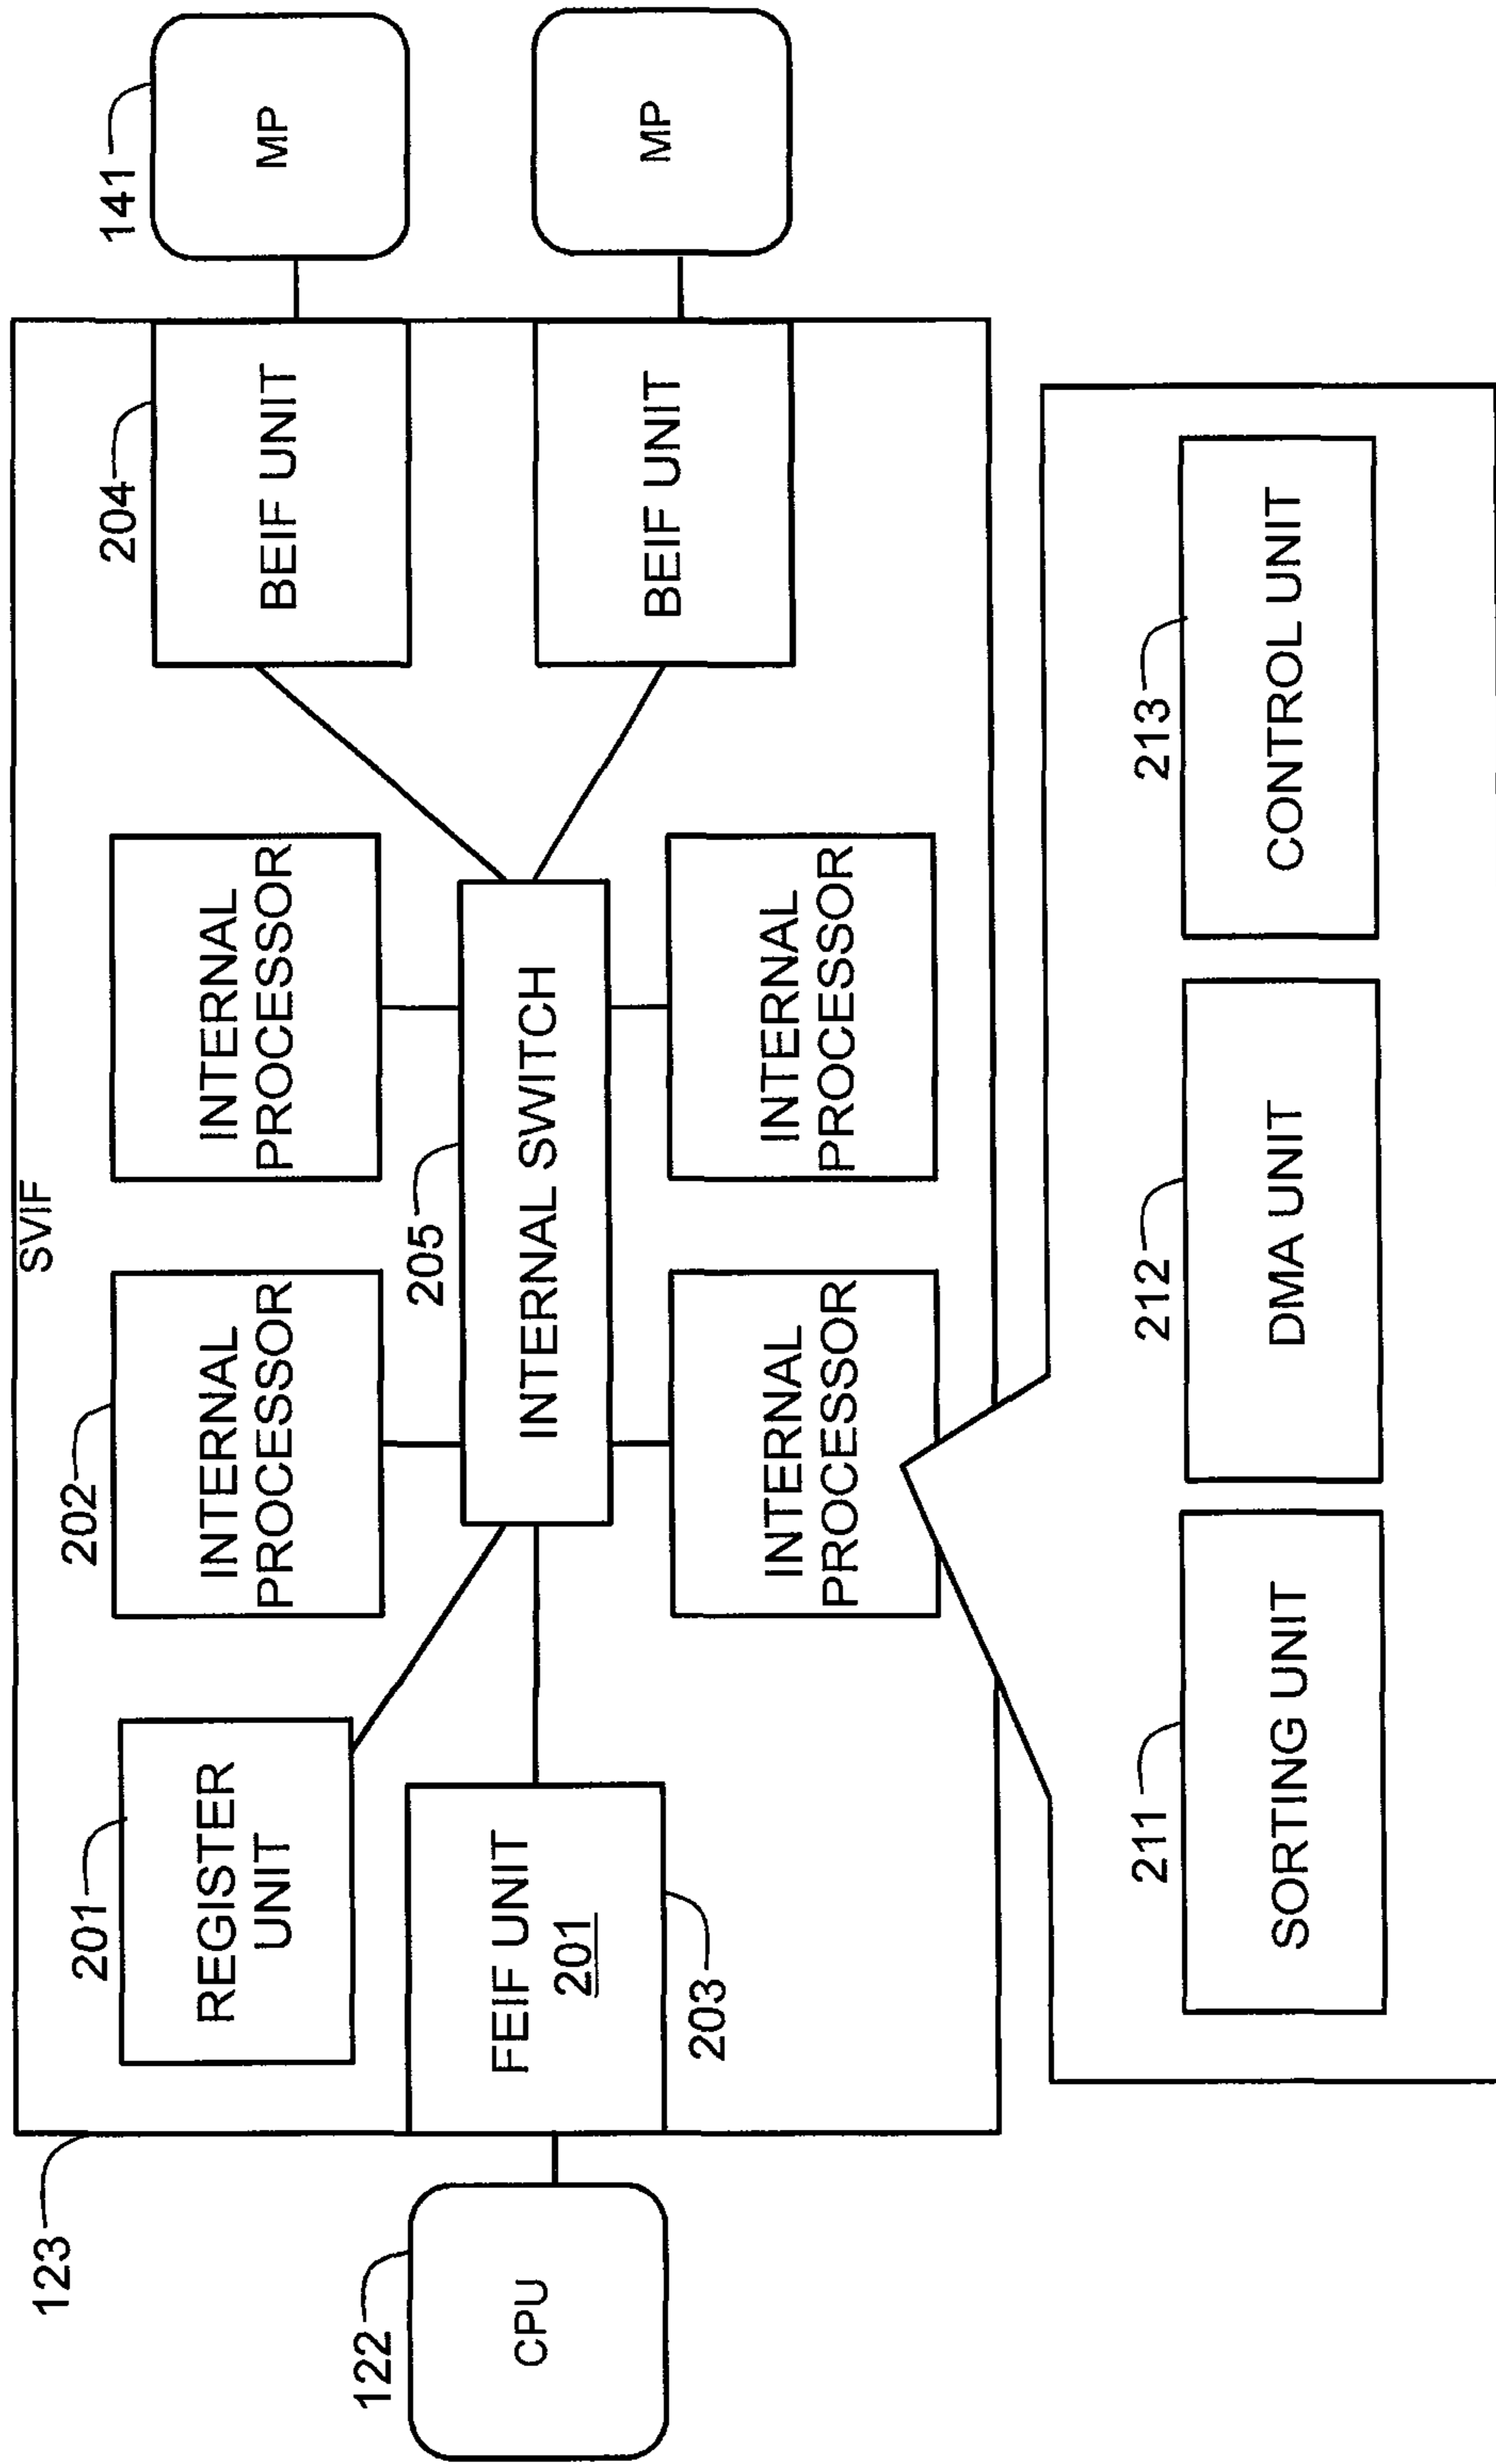 SVIF
123
122
CPU
201
REGISTER
UNIT
FEIF UNIT
201
203
202
INTERNAL
PROCESSOR
INTERNAL
PROCESSOR
205
INTERNAL SWITCH
INTERNAL
PROCESSOR
INTERNAL
PROCESSOR
204
BEIF UNIT
BEIF UNIT
141
MP
MP
211
SORTING UNIT
212
DMA UNIT
213
CONTROL UNIT